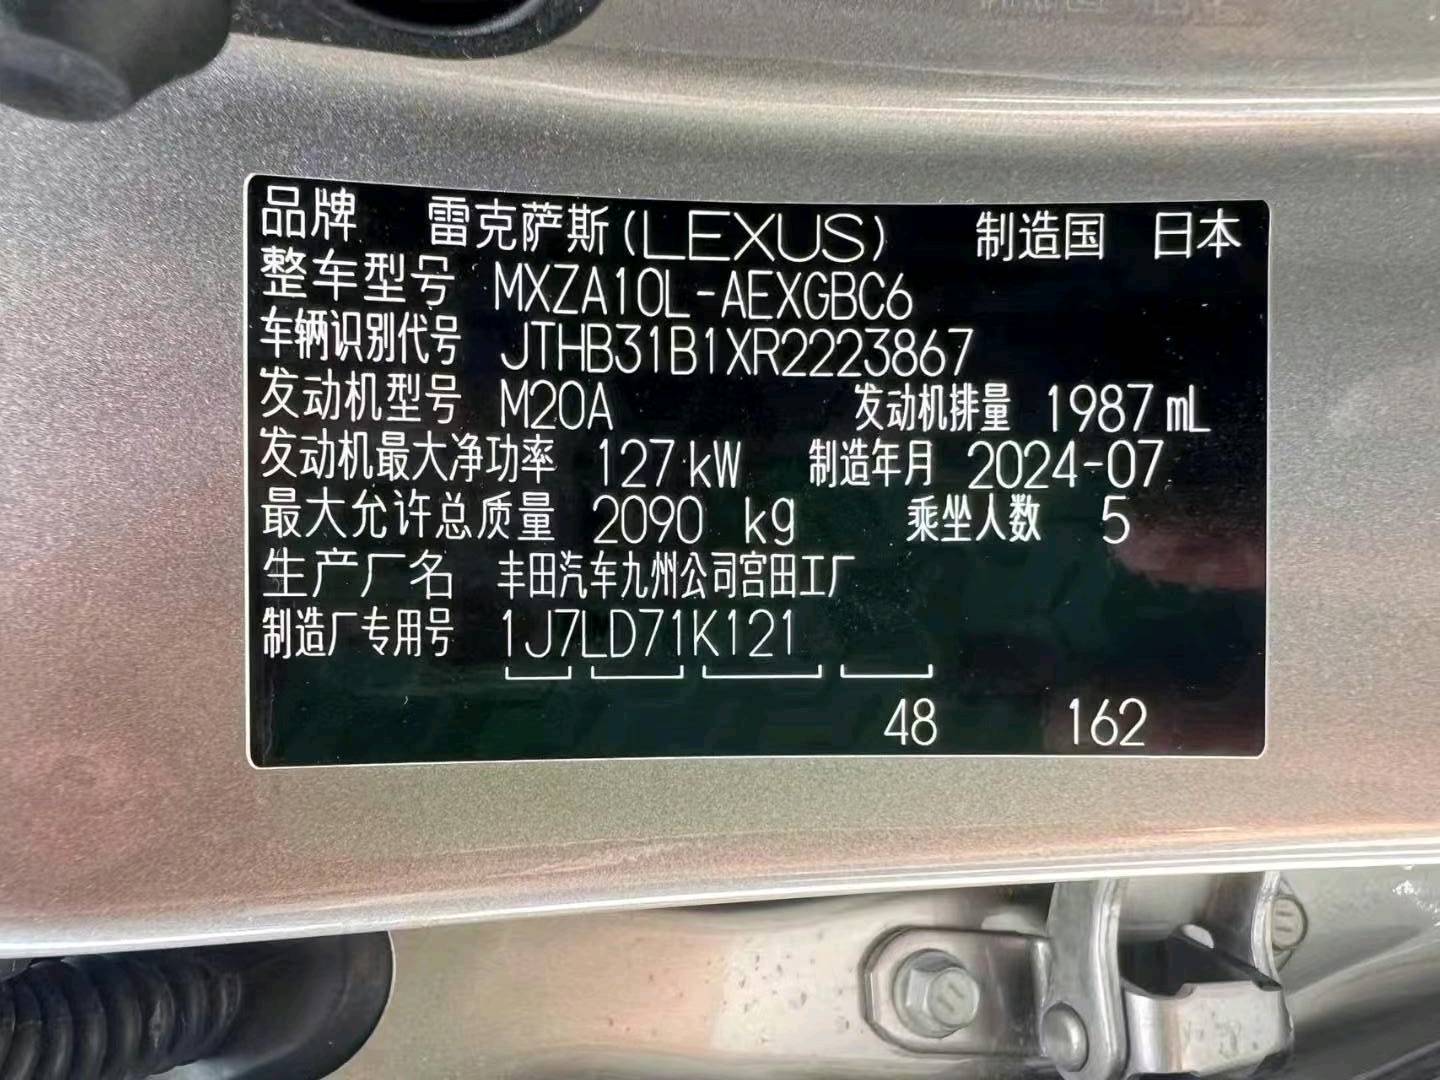 品牌 雷克萨斯(LEXUS) 制造国 日本
整车型号 MXZA10L-AEXGBC6
车辆识别代号 JTHB31B1XR2223867
发动机型号 M20A 发动机排量 1987 mL
发动机最大净功率 127 kW 制造年月 2024-07
最大允许总质量 2090 kg 乘坐人数 5
生产厂名 丰田汽车九州公司宫田工厂
制造厂专用号 1J7LD71K121
48 162